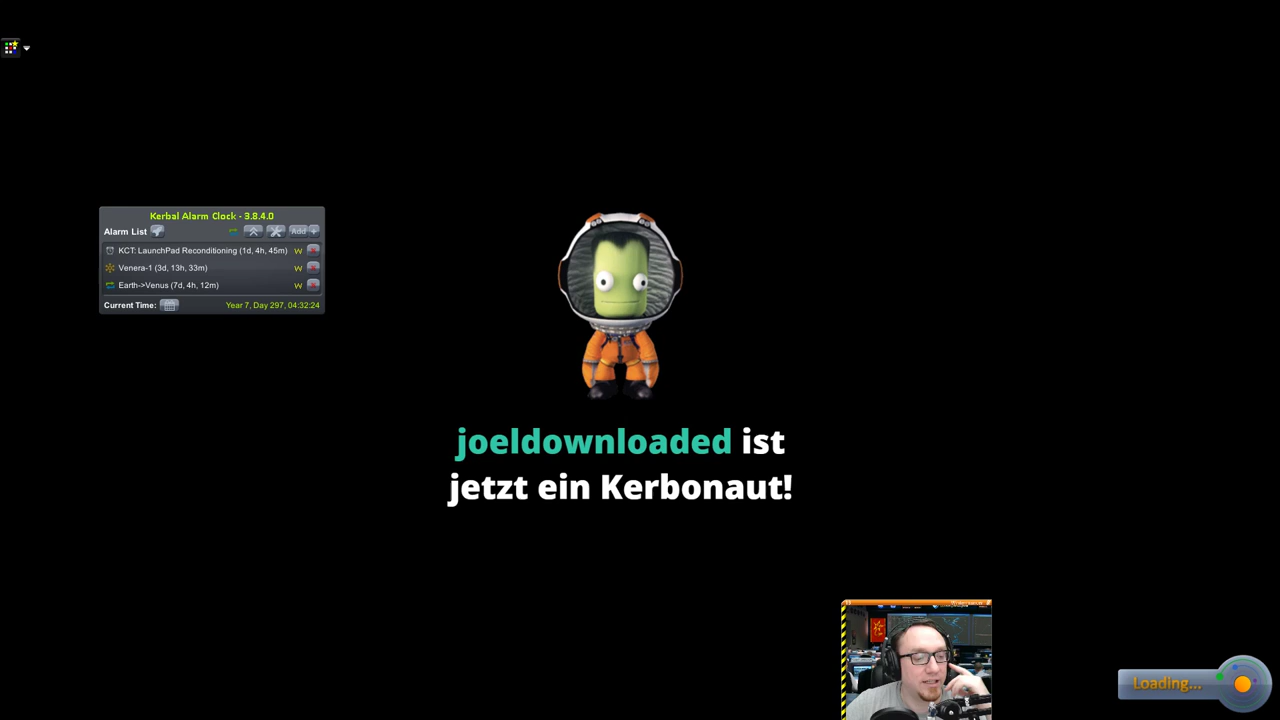 Kerbal Alarm Clock - 3.8.4.0
Alarm List
Add
KCT: LaunchPad Reconditioning (1d, 4h, 45m) W
Venera-1 (3d, 13h, 33m) W
Earth->Venus (7d, 4h, 12m) W
Current Time: Year 7, Day 297, 04:32:24
joeldownloaded ist
jetzt ein Kerbonaut!
Loading...